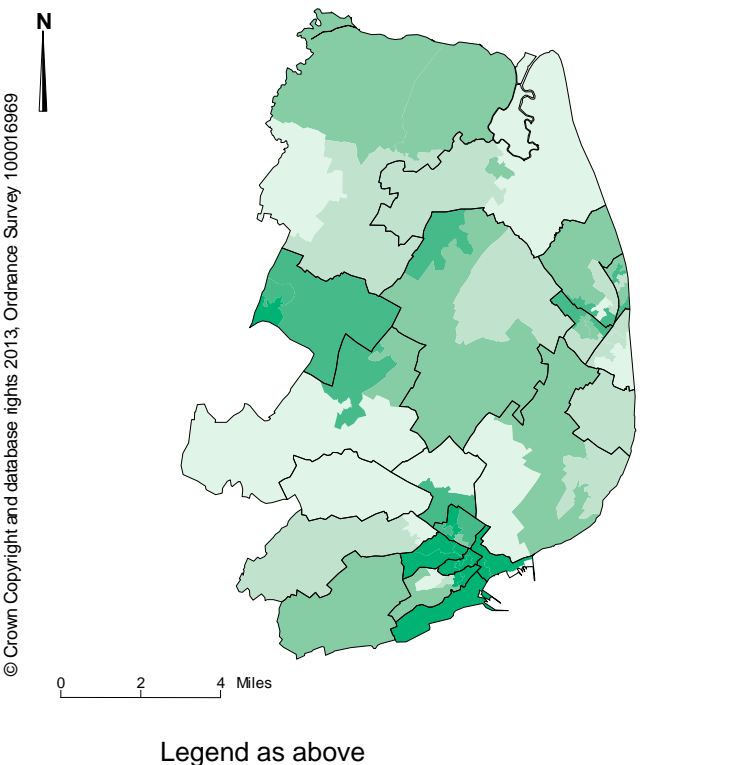 N
© Crown Copyright and database rights 2013, Ordnance Survey 100016969
0 2 4 Miles
Legend as above